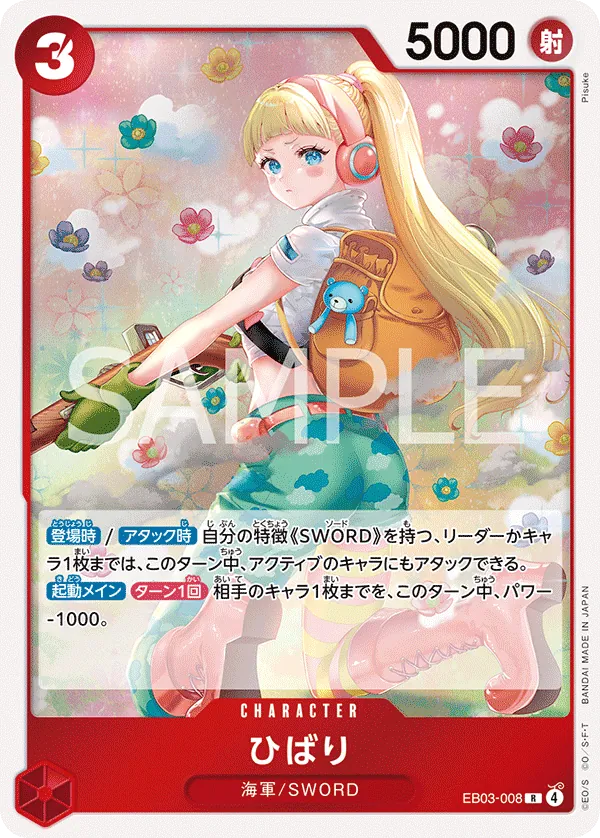 3
5000
射
Pisuke
SAMPLE
登場時 / アタック時 自分の特徴《SWORD》を持つ、リーダーかキャ
ラ1枚までは、このターン中、アクティブのキャラにもアタックできる。
起動メイン ターン1回 相手のキャラ1枚までを、このターン中、パワー
-1000。
©E.O/S ©O/S・F・T BANDAI MADE IN JAPAN
CHARACTER
ひばり
海軍/SWORD
EB03-008 R 4